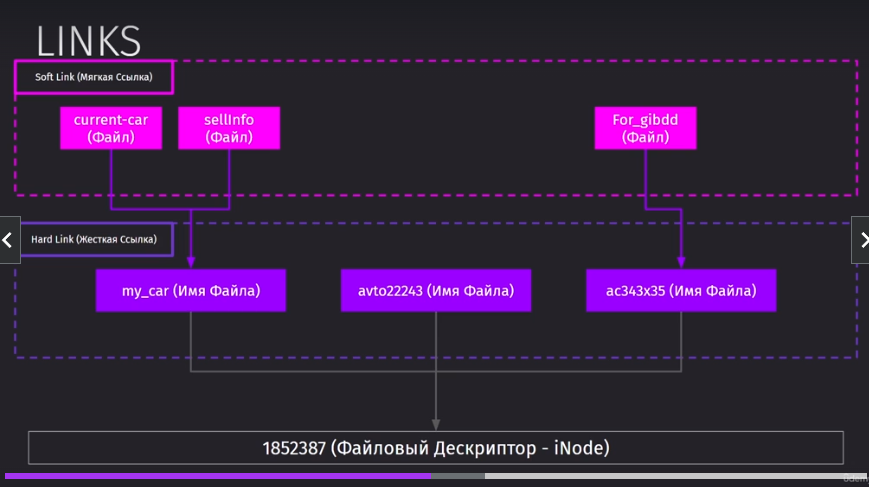 LINKS
Soft Link (Мягкая Ссылка)
current-car
(Файл)
sellInfo
(Файл)
For_gibdd
(Файл)
Hard Link (Жесткая Ссылка)
my_car (Имя Файла)
avto22243 (Имя Файла)
ac343x35 (Имя Файла)
1852387 (Файловый Дескриптор - iNode)